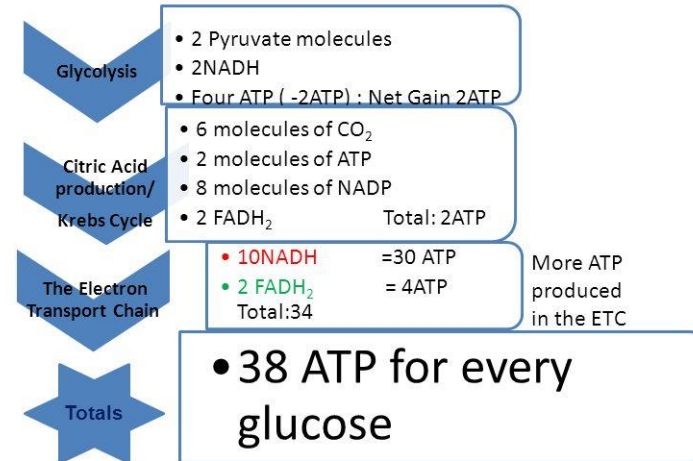 Glycolysis
• 2 Pyruvate molecules
• 2NADH
• Four ATP ( -2ATP) : Net Gain 2ATP
Citric Acid
production/
Krebs Cycle
• 6 molecules of CO₂
• 2 molecules of ATP
• 8 molecules of NADP
• 2 FADH₂ Total: 2ATP
The Electron
Transport Chain
• 10NADH =30 ATP
• 2 FADH₂ = 4ATP
Total:34
More ATP
produced
in the ETC
Totals
• 38 ATP for every
glucose